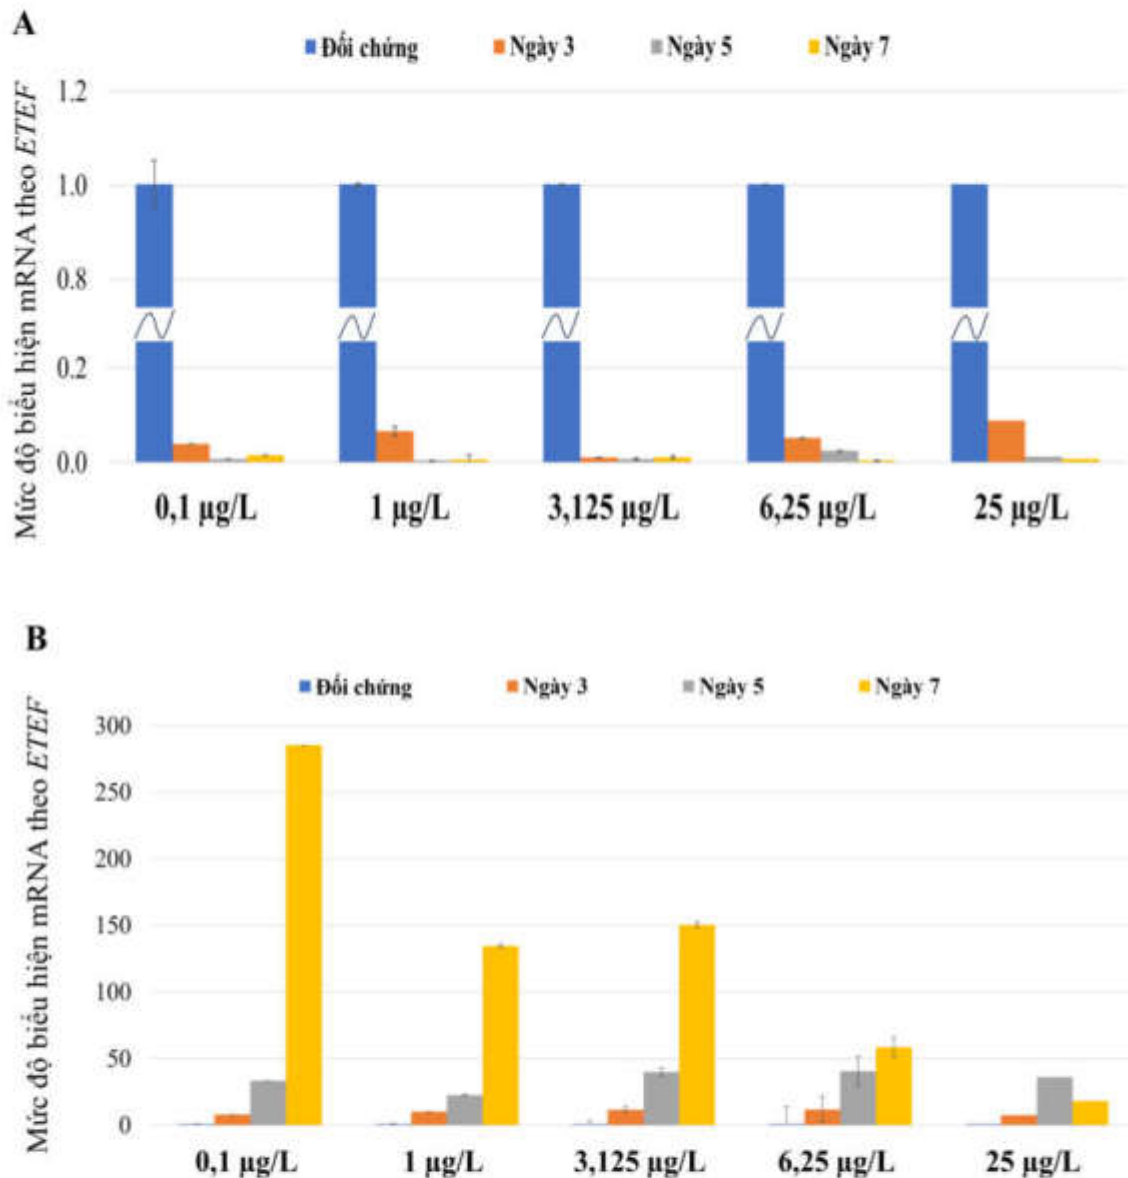 A
Đối chứng Ngày 3 Ngày 5 Ngày 7
Mức độ biểu hiện mRNA theo ETEF
1.2
1.0
0.8
0.2
0.0
0,1 µg/L 1 µg/L 3,125 µg/L 6,25 µg/L 25 µg/L
B
Đối chứng Ngày 3 Ngày 5 Ngày 7
Mức độ biểu hiện mRNA theo ETEF
300
250
200
150
100
50
0
0,1 µg/L 1 µg/L 3,125 µg/L 6,25 µg/L 25 µg/L